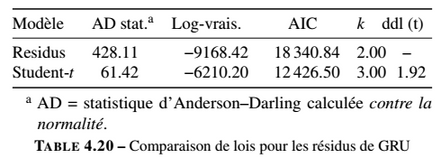 Modèle AD stat.ᵃ Log-vrais. AIC k ddl (t)
Residus 428.11 −9168.42 18 340.84 2.00 –
Student-t 61.42 −6210.20 12 426.50 3.00 1.92
ᵃ AD = statistique d’Anderson–Darling calculée contre la
normalité.
TABLE 4.20 – Comparaison de lois pour les résidus de GRU